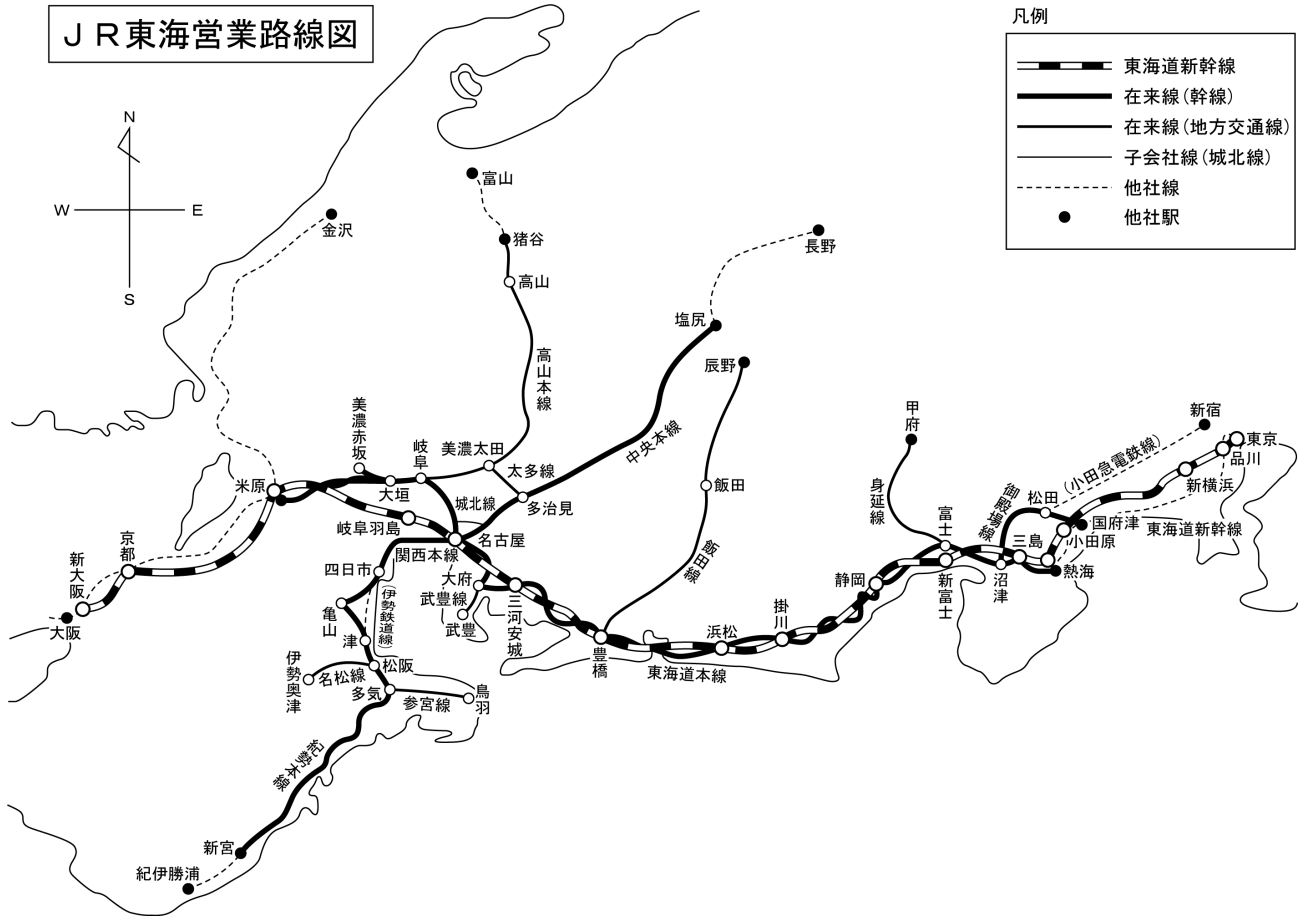 ＪＲ東海営業路線図
凡例
東海道新幹線
在来線(幹線)
在来線(地方交通線)
子会社線(城北線)
他社線
他社駅
N
W
E
S
富山
金沢
猪谷
高山
高山本線
長野
塩尻
辰野
中央本線
美濃赤坂
岐阜
美濃太田
太多線
多治見
城北線
米原
大垣
岐阜羽島
名古屋
関西本線
京都
新大阪
大阪
四日市
大府
武豊線
武豊
三河安城
亀山
(伊勢鉄道線)
津
松阪
名松線
伊勢奥津
多気
参宮線
鳥羽
紀勢本線
新宮
紀伊勝浦
飯田
飯田線
豊橋
浜松
東海道本線
掛川
静岡
甲府
身延線
富士
新富士
御殿場線
松田
(小田急電鉄線)
新宿
東京
品川
新横浜
国府津
東海道新幹線
小田原
三島
熱海
沼津